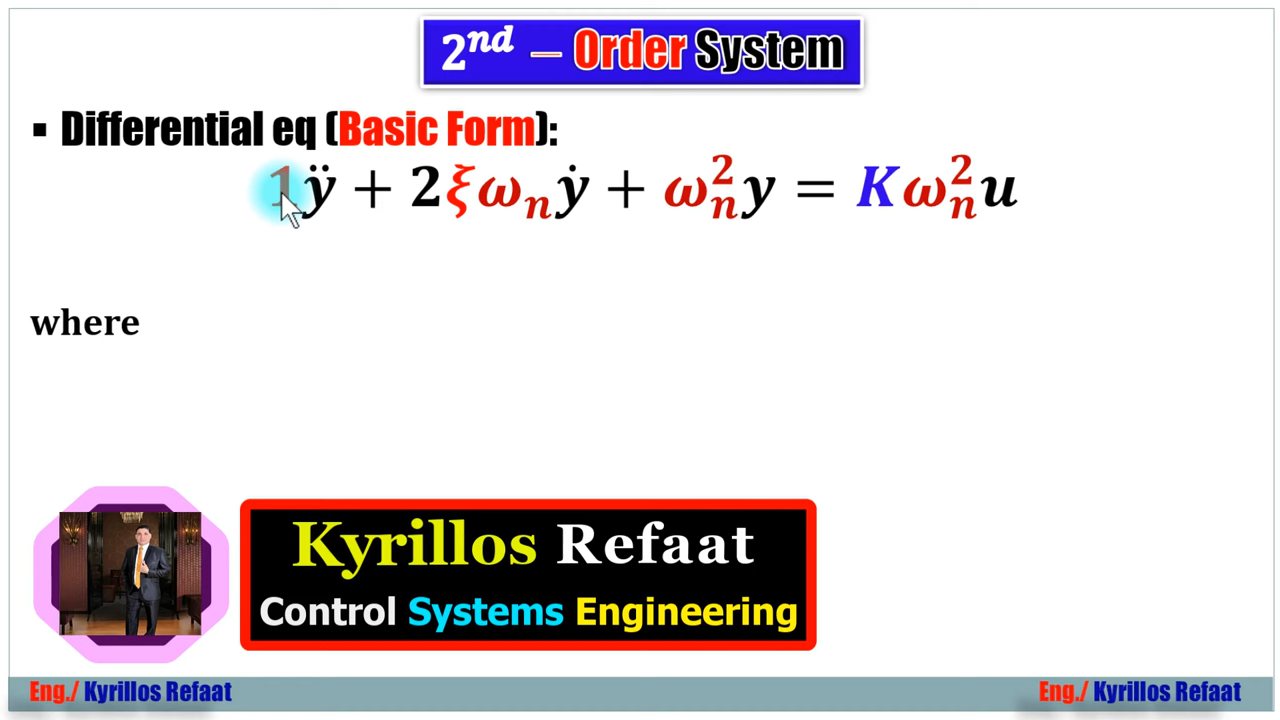 2ⁿᵈ – Order System
▪ Differential eq (Basic Form):
1ÿ + 2ξωₙẏ + ωₙ²y = Kωₙ²u
where
Kyrillos Refaat
Control Systems Engineering
Eng./ Kyrillos Refaat
Eng./ Kyrillos Refaat